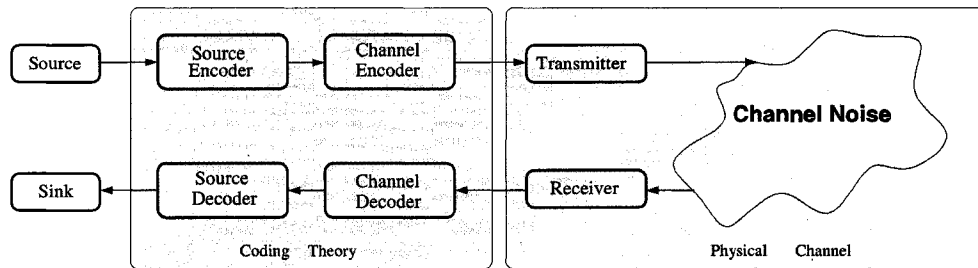 Source
Source
Encoder
Channel
Encoder
Transmitter
Channel Noise
Sink
Source
Decoder
Channel
Decoder
Receiver
Coding Theory
Physical Channel